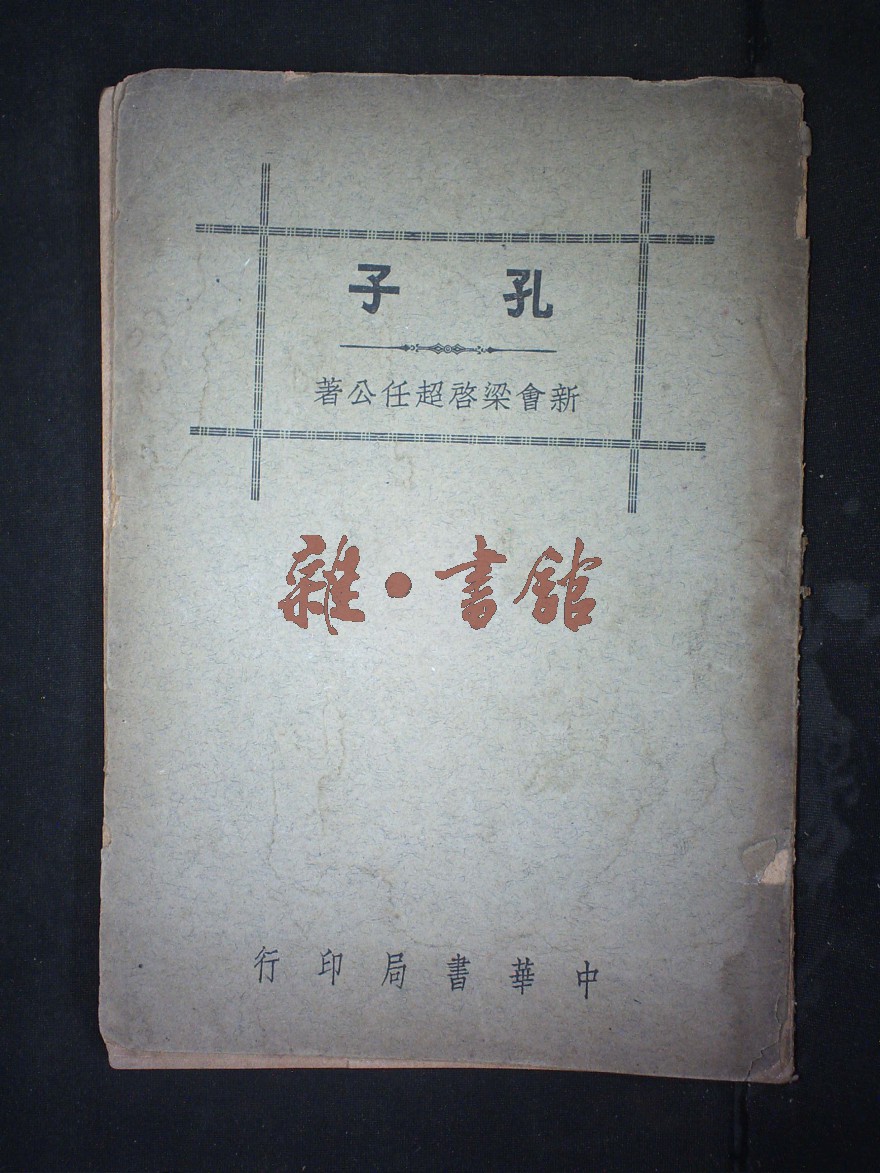 孔子
新會梁啓超任公著
雜·書館
中華書局印行